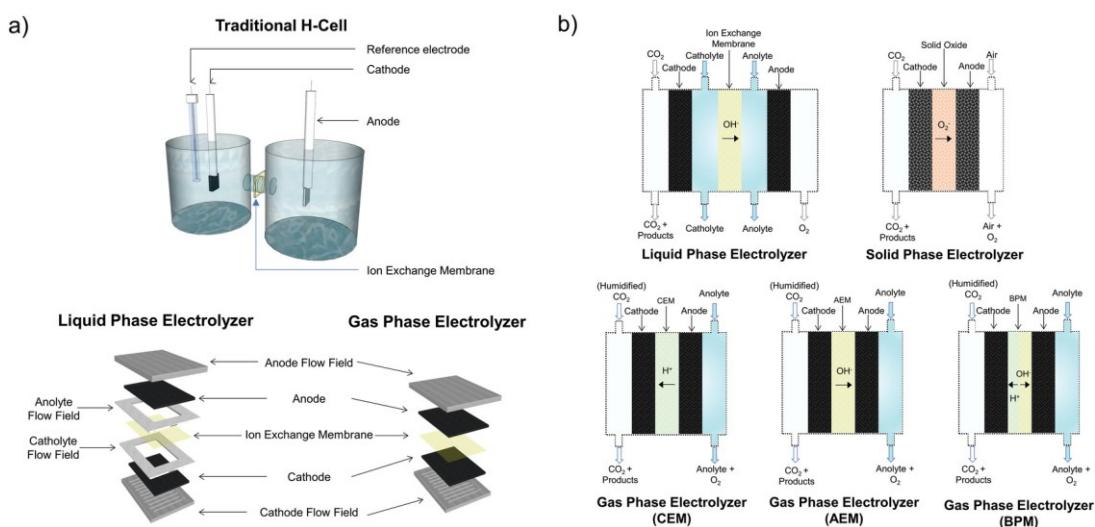 a)
Traditional H-Cell
Reference electrode
Cathode
Anode
Ion Exchange Membrane
Liquid Phase Electrolyzer
Gas Phase Electrolyzer
Anode Flow Field
Anode
Anolyte
Flow Field
Ion Exchange Membrane
Catholyte
Flow Field
Cathode
Cathode Flow Field
b)
Ion Exchange
Membrane
CO₂
Catholyte
Anolyte
Cathode
Anode
OH⁻
CO₂ +
Products
Catholyte
Anolyte
O₂
Liquid Phase Electrolyzer
Solid Oxide
CO₂
Air
Cathode
Anode
O₂⁻
CO₂ +
Products
Air +
O₂
Solid Phase Electrolyzer
(Humidified)
CO₂
CEM
Anolyte
Cathode
Anode
H⁺
CO₂ +
Products
Anolyte +
O₂
Gas Phase Electrolyzer
(CEM)
(Humidified)
CO₂
AEM
Anolyte
Cathode
Anode
OH⁻
CO₂ +
Products
Anolyte +
O₂
Gas Phase Electrolyzer
(AEM)
(Humidified)
CO₂
BPM
Anolyte
Cathode
Anode
OH⁻
H⁺
CO₂ +
Products
Anolyte +
O₂
Gas Phase Electrolyzer
(BPM)